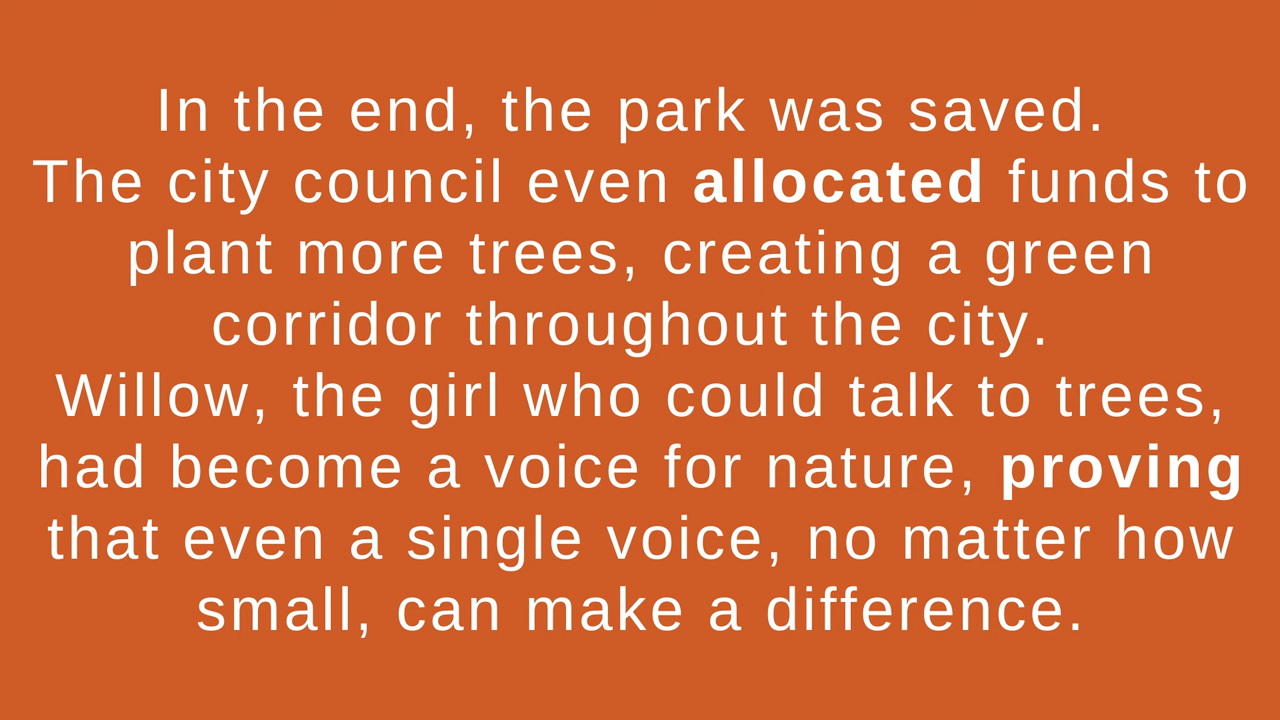 In the end, the park was saved.
The city council even allocated funds to
plant more trees, creating a green
corridor throughout the city.
Willow, the girl who could talk to trees,
had become a voice for nature, proving
that even a single voice, no matter how
small, can make a difference.